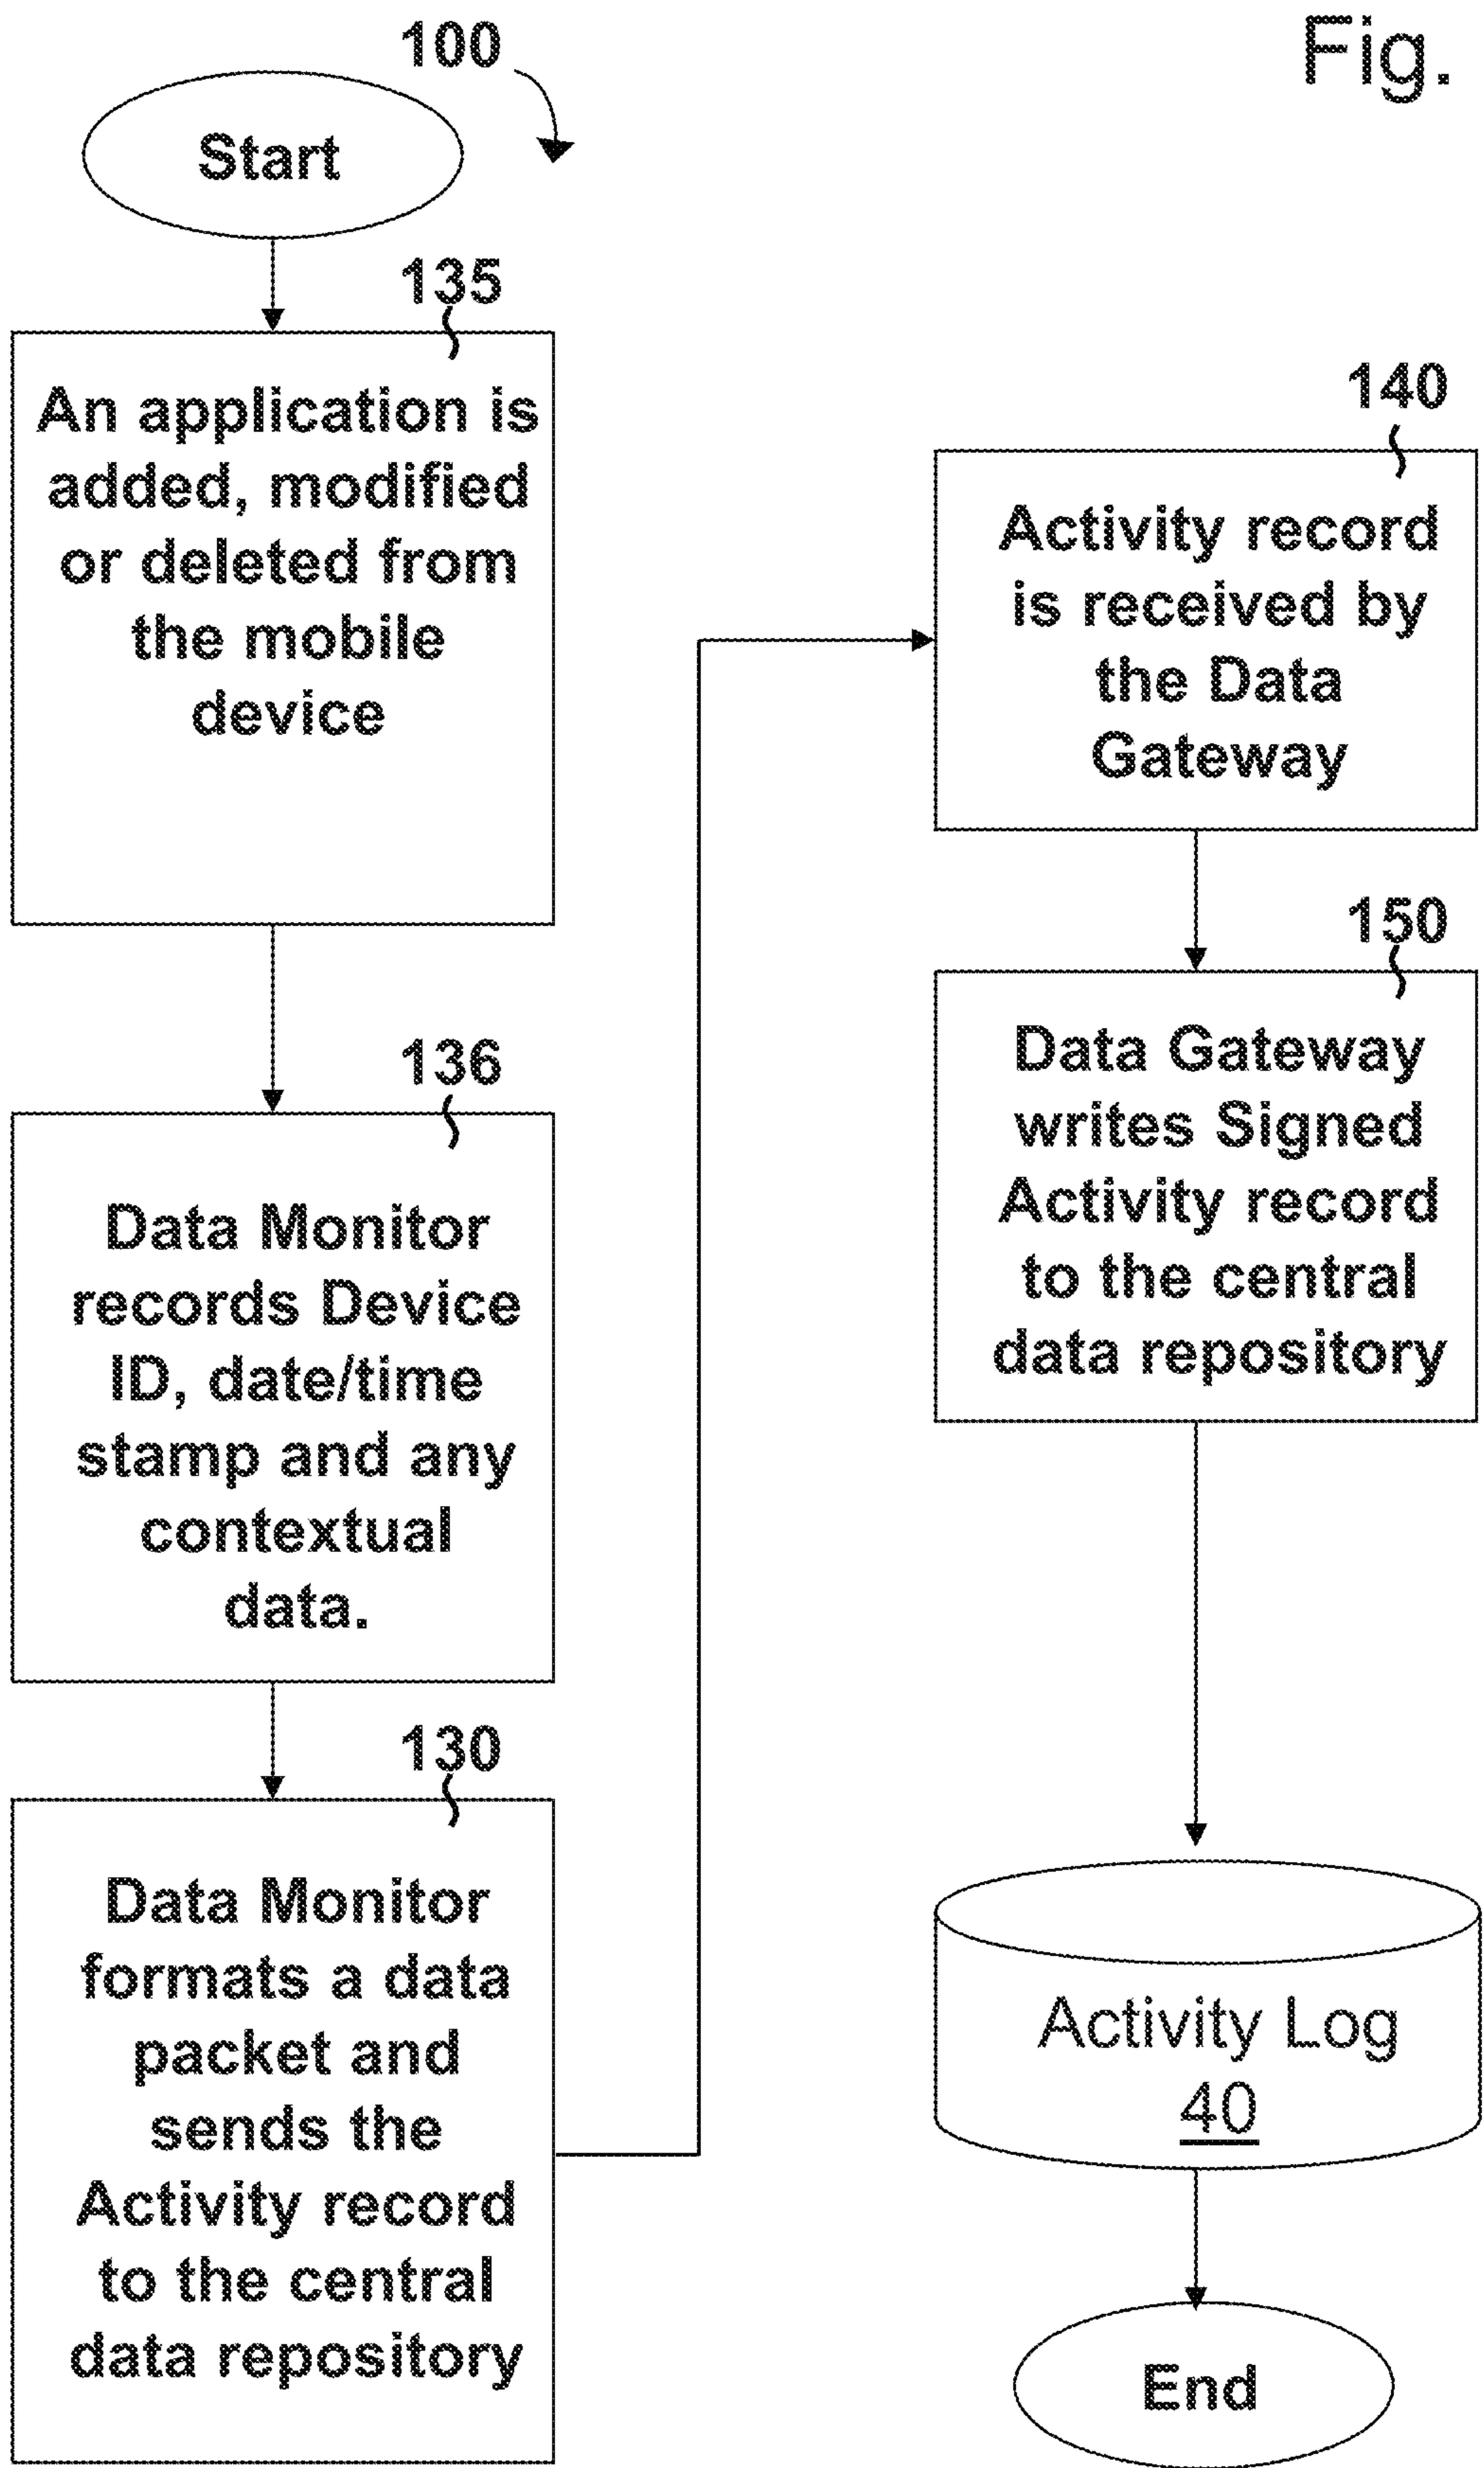 100
Fig.
Start
135
An application is
added, modified
or deleted from
the mobile
device
136
Data Monitor
records Device
ID, date/time
stamp and any
contextual
data.
130
Data Monitor
formats a data
packet and
sends the
Activity record
to the central
data repository
140
Activity record
is received by
the Data
Gateway
150
Data Gateway
writes Signed
Activity record
to the central
data repository
Activity Log
40
End